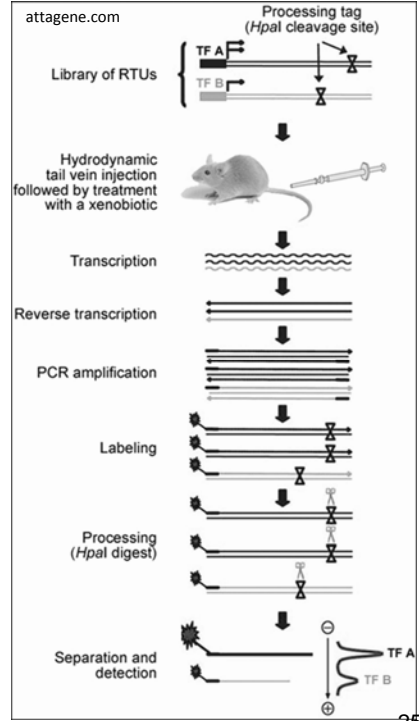 attagene.com
Processing tag
(HpaI cleavage site)
TF A
Library of RTUs
TF B
Hydrodynamic
tail vein injection
followed by treatment
with a xenobiotic
Transcription
Reverse transcription
PCR amplification
Labeling
Processing
(HpaI digest)
Separation and
detection
TF A
TF B